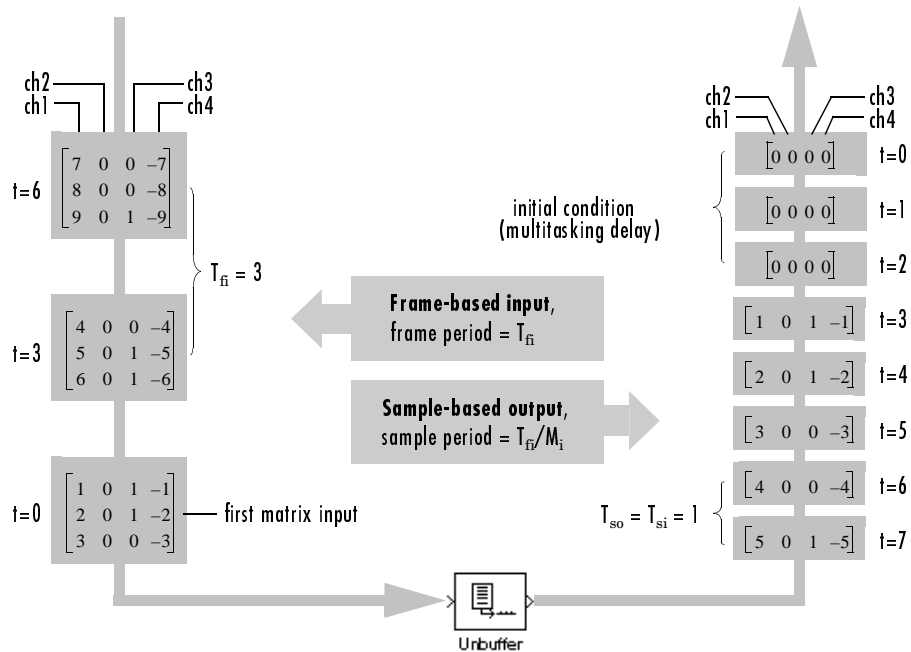 ch2 ch3
ch1 ch4
t=6
7 0 0 –7
8 0 0 –8
9 0 1 –9
T_fi = 3
t=3
4 0 0 –4
5 0 1 –5
6 0 1 –6
t=0
1 0 1 –1
2 0 1 –2
3 0 0 –3
first matrix input
Frame-based input,
frame period = T_fi
Sample-based output,
sample period = T_fi/M_i
Unbuffer
ch2 ch3
ch1 ch4
initial condition
(multitasking delay)
[0 0 0 0] t=0
[0 0 0 0] t=1
[0 0 0 0] t=2
[1 0 1 –1] t=3
[2 0 1 –2] t=4
[3 0 0 –3] t=5
[4 0 0 –4] t=6
[5 0 1 –5] t=7
T_so = T_si = 1